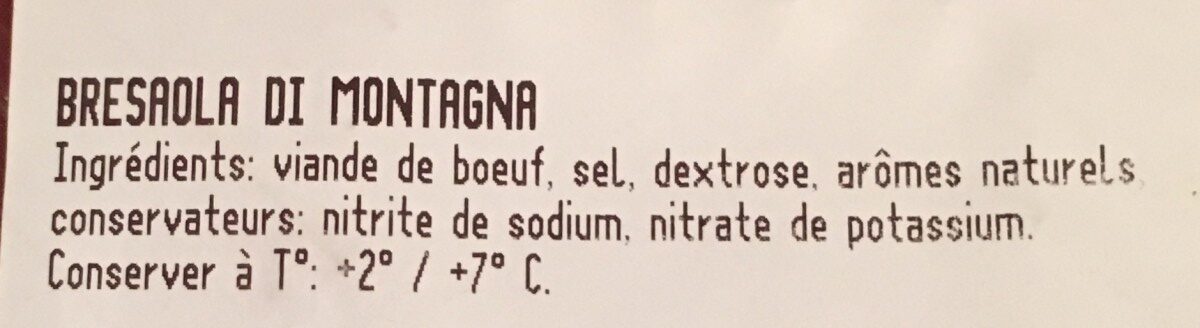 BRESAOLA DI MONTAGNA
Ingrédients: viande de boeuf, sel, dextrose, arômes naturels,
conservateurs: nitrite de sodium, nitrate de potassium.
Conserver à T°: +2° / +7° C.